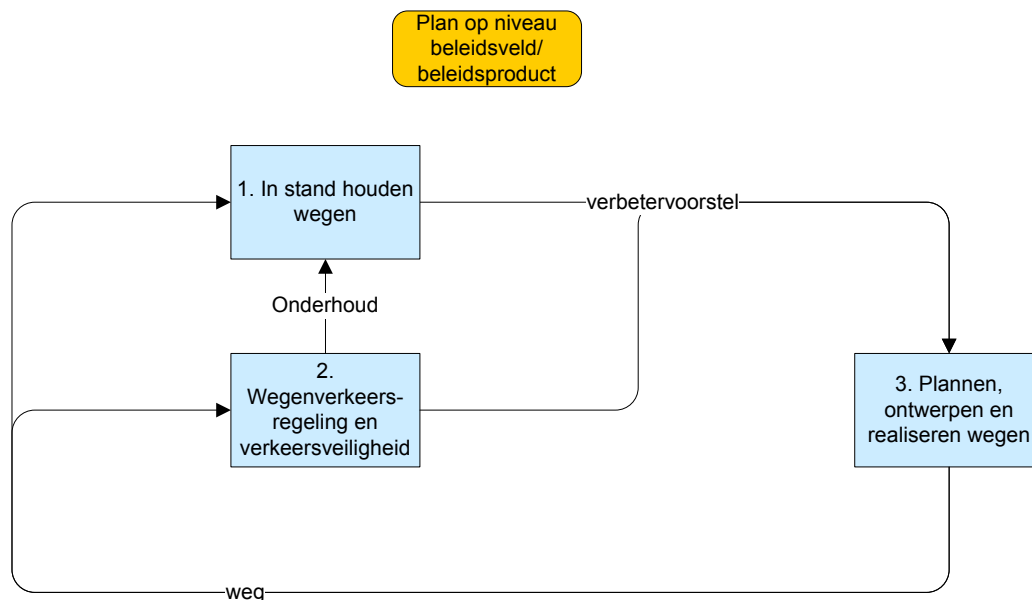 Plan op niveau
beleidsveld/
beleidsproduct
1. In stand houden
wegen
verbetervoorstel
Onderhoud
2.
Wegenverkeers-
regeling en
verkeersveiligheid
3. Plannen,
ontwerpen en
realiseren wegen
weg